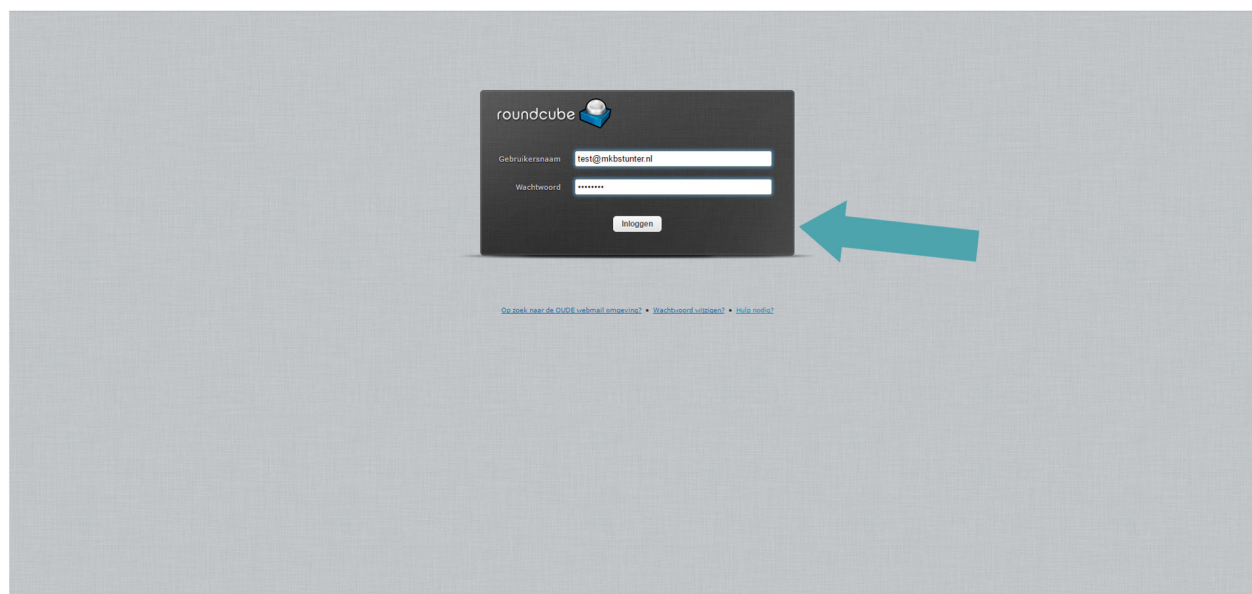 roundcube
Gebruikersnaam test@mkbstunter.nl
Wachtwoord ••••••••
Inloggen
Op zoek naar de OUDE webmail omgeving? • Wachtwoord wijzigen? • Hulp nodig?